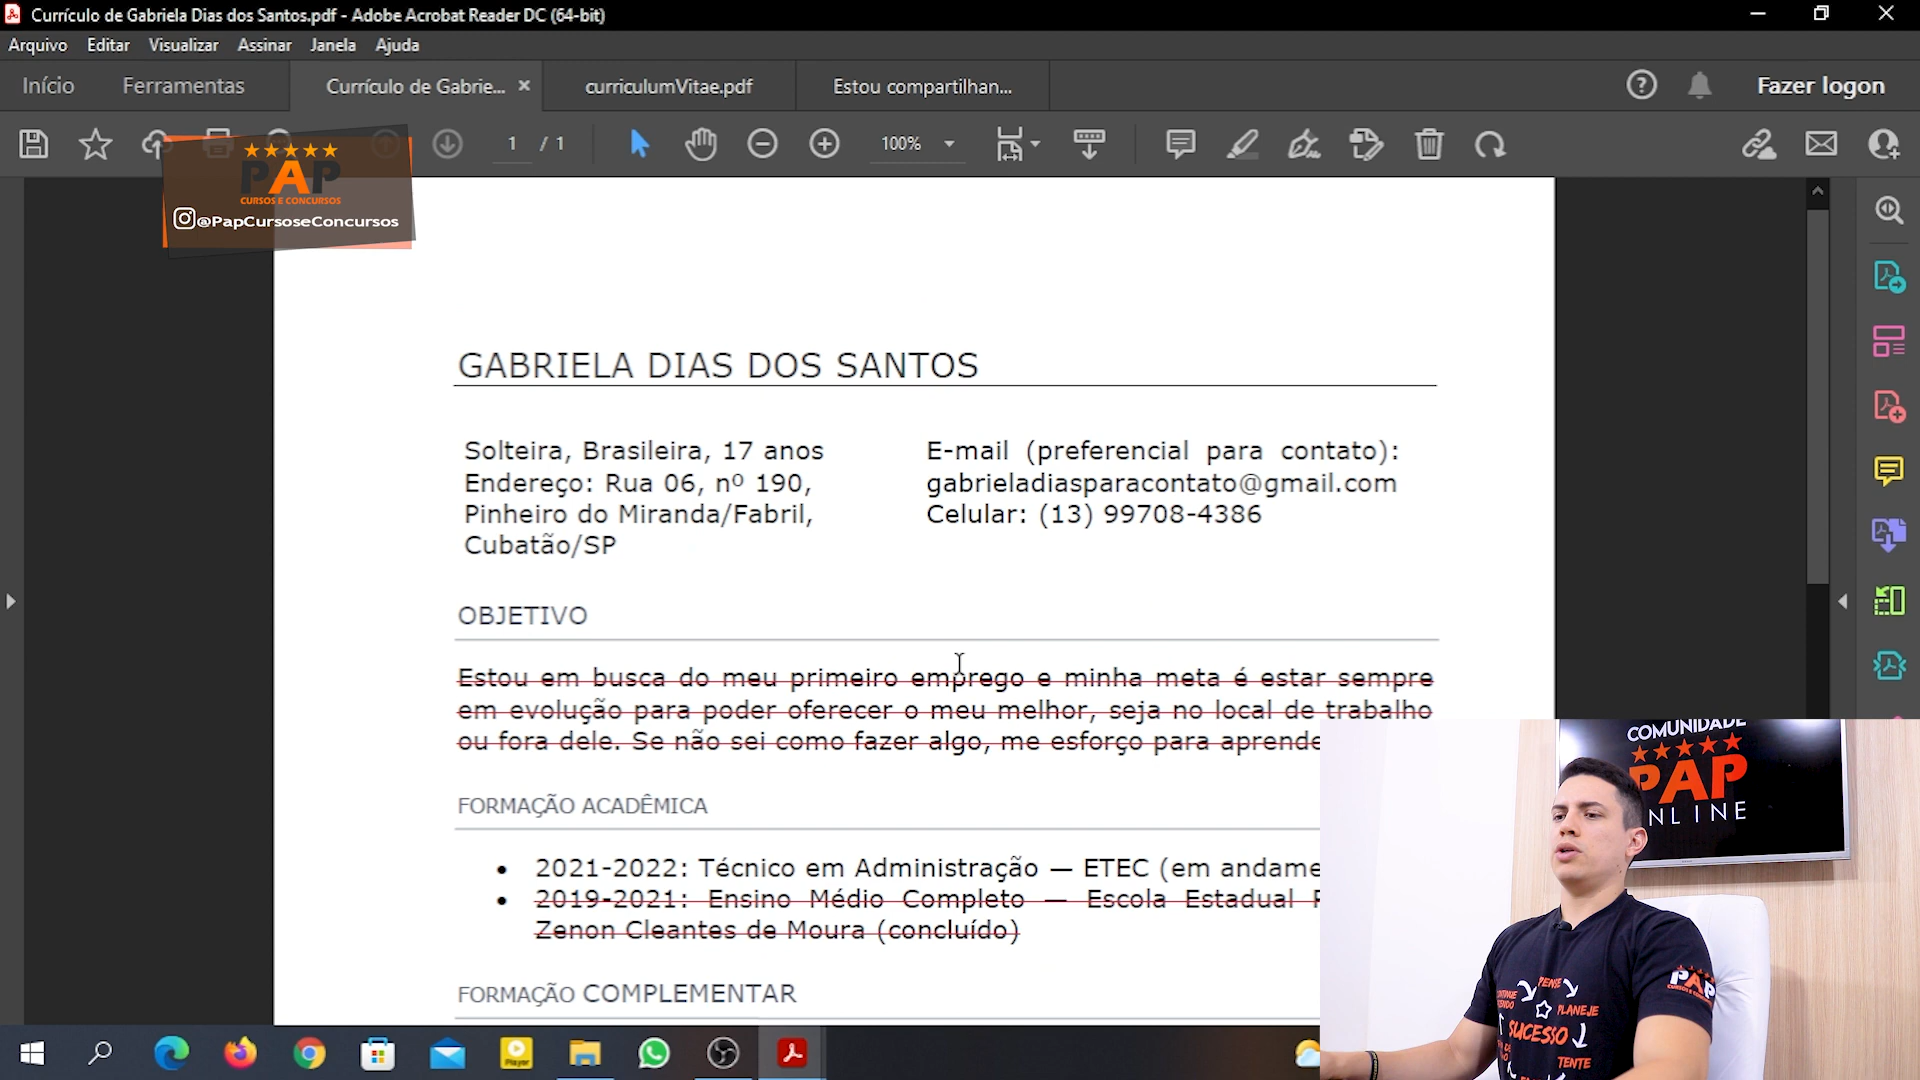 Currículo de Gabriela Dias dos Santos.pdf - Adobe Acrobat Reader DC (64-bit)
Arquivo Editar Visualizar Assinar Janela Ajuda
Início Ferramentas Currículo de Gabrie... curriculumVitae.pdf Estou compartilhan... Fazer logon
1 / 1 100%
PAP
CURSOS E CONCURSOS
@PapCursoseConcursos
GABRIELA DIAS DOS SANTOS
Solteira, Brasileira, 17 anos
Endereço: Rua 06, nº 190,
Pinheiro do Miranda/Fabril,
Cubatão/SP
E-mail (preferencial para contato):
gabrieladiasparacontato@gmail.com
Celular: (13) 99708-4386
OBJETIVO
Estou em busca do meu primeiro emprego e minha meta é estar sempre
em evolução para poder oferecer o meu melhor, seja no local de trabalho
ou fora dele. Se não sei como fazer algo, me esforço para aprende
FORMAÇÃO ACADÊMICA
2021-2022: Técnico em Administração — ETEC (em andame
2019-2021: Ensino Médio Completo — Escola Estadual
Zenon Cleantes de Moura (concluído)
FORMAÇÃO COMPLEMENTAR
COMUNIDADE
PAP
ONLINE
PAP
CURSOS E CONCURSOS
PENSE
PLANEJE
SUCESSO
TENTE
Player